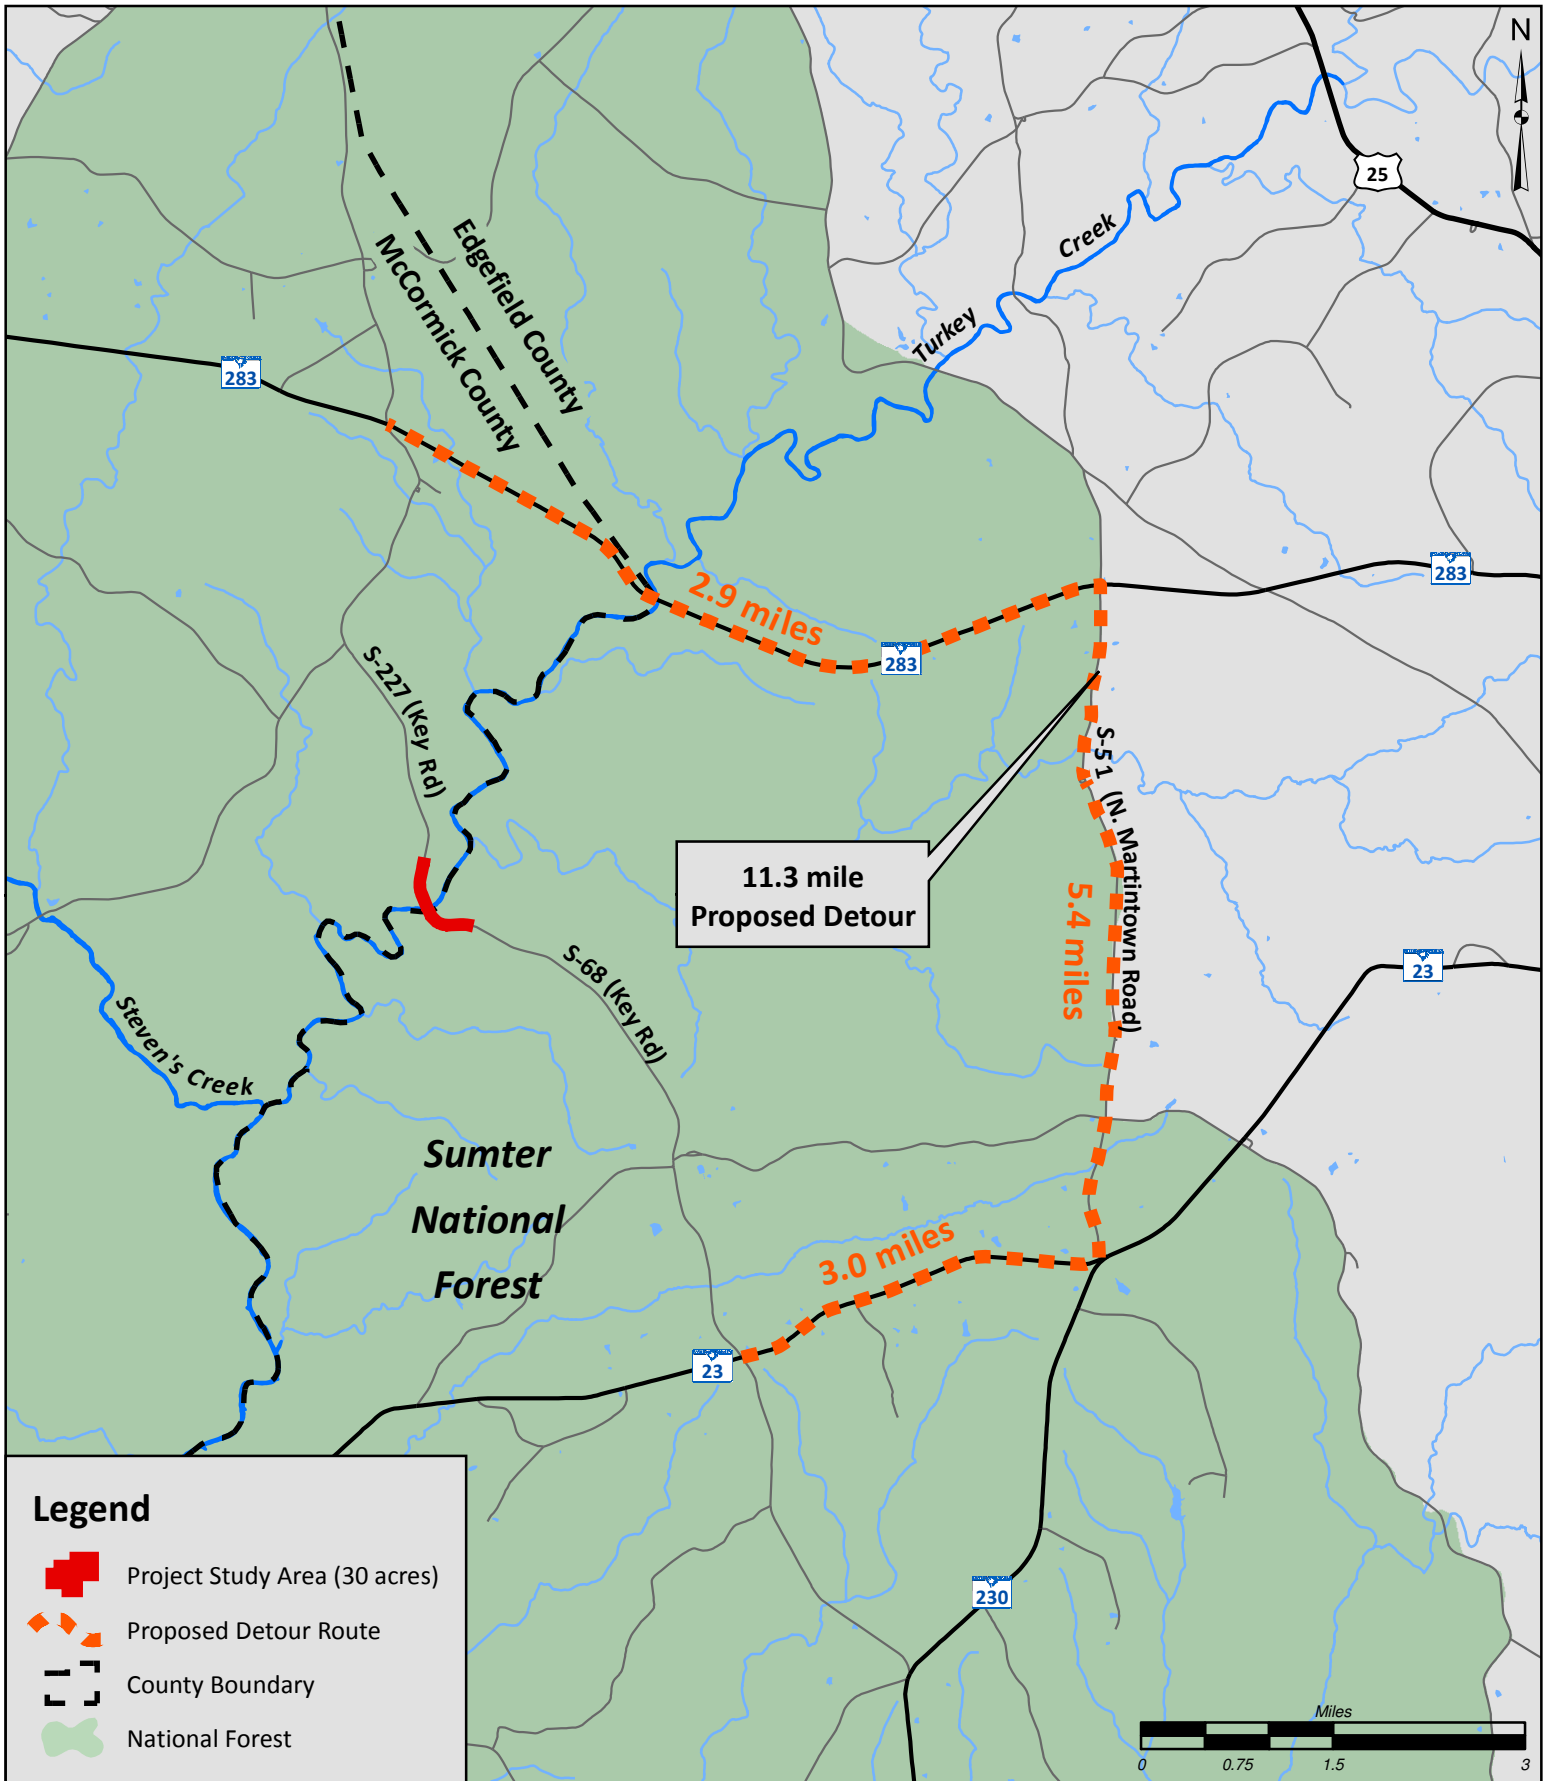 N
25
Creek
Turkey
Edgefield County
McCormick County
283
283
2.9 miles
283
S-227 (Key Rd)
S-51 (N. Martintown Road)
11.3 mile
Proposed Detour
5.4 miles
23
S-68 (Key Rd)
Steven's Creek
Sumter
National
Forest
3.0 miles
23
230
Legend
Project Study Area (30 acres)
Proposed Detour Route
County Boundary
National Forest
Miles
0 0.75 1.5 3